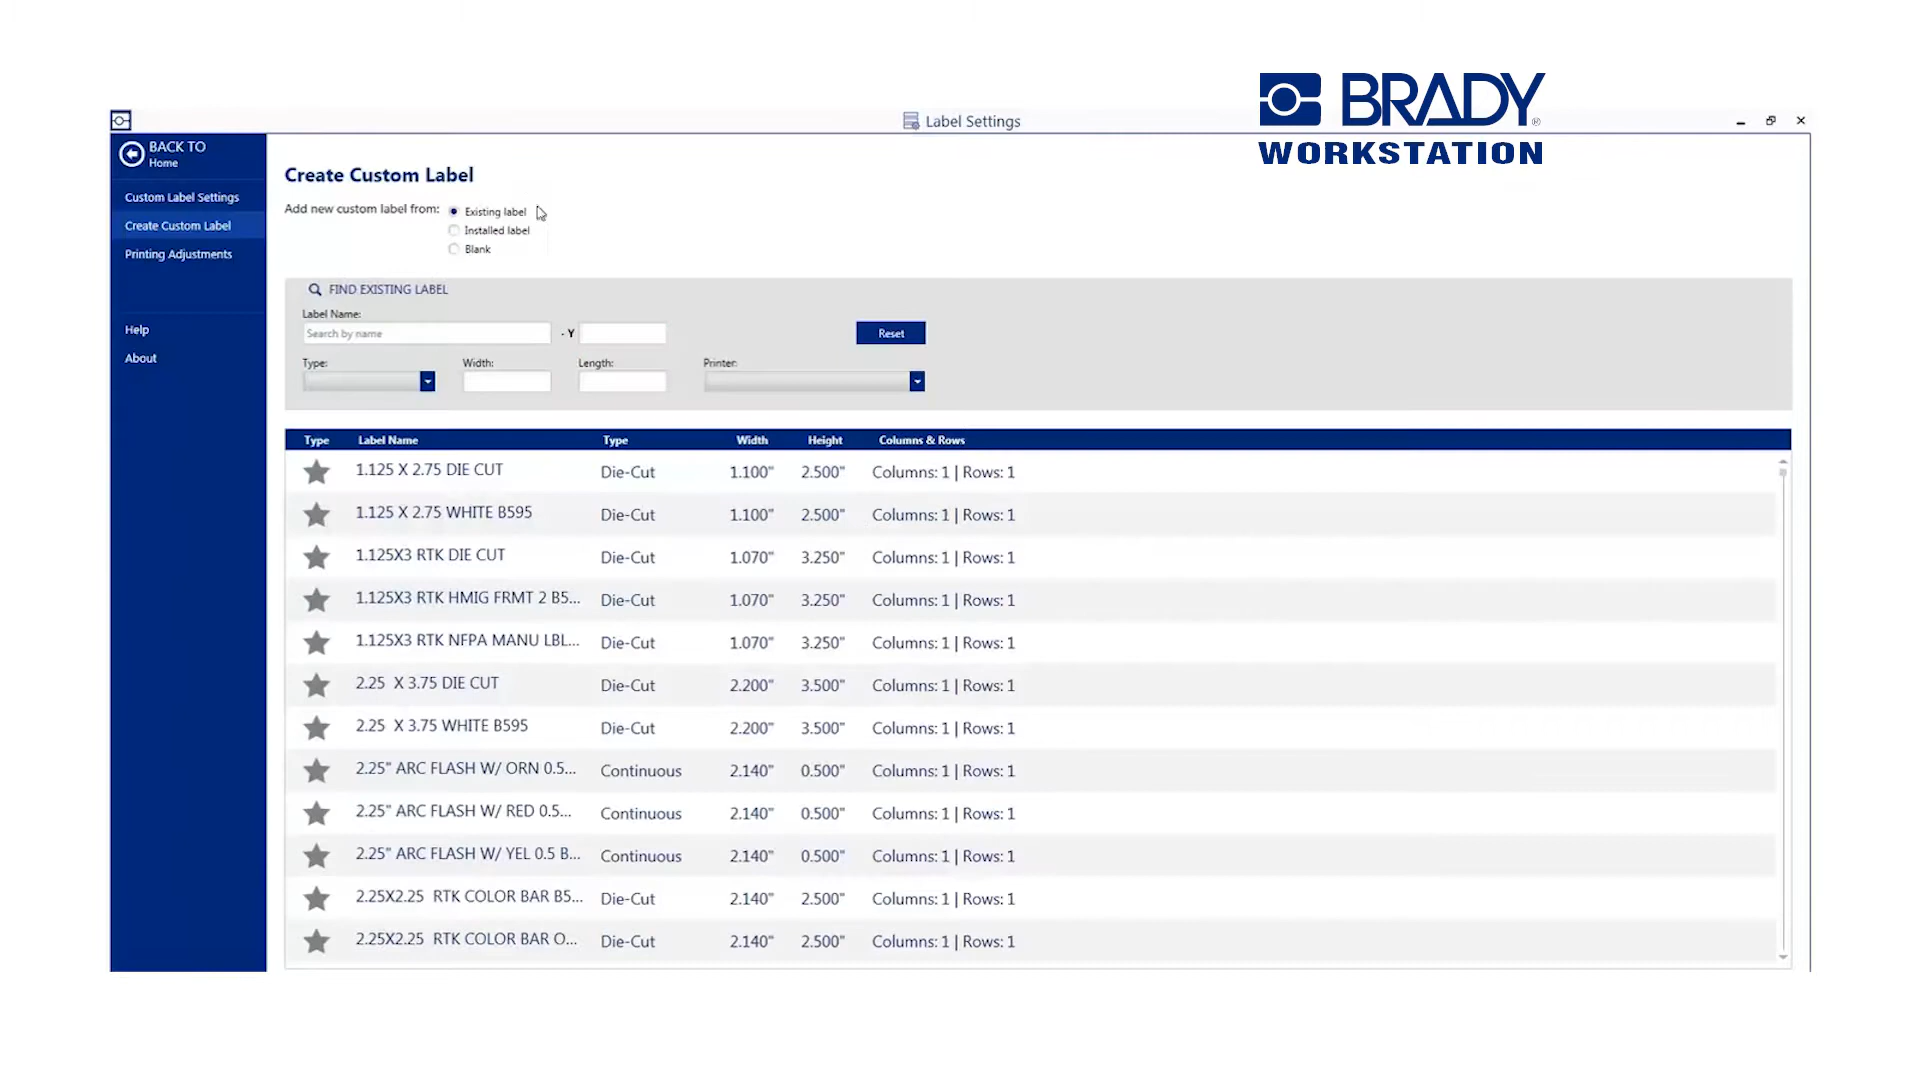 BRADY
WORKSTATION
Label Settings
BACK TO
Home
Custom Label Settings
Create Custom Label
Printing Adjustments
Help
About
Create Custom Label
Add new custom label from:
Existing label
Installed label
Blank
FIND EXISTING LABEL
Label Name:
Search by name
- Y
Reset
Type:
Width:
Length:
Printer:
Type Label Name Type Width Height Columns & Rows
1.125 X 2.75 DIE CUT Die-Cut 1.100" 2.500" Columns: 1 | Rows: 1
1.125 X 2.75 WHITE B595 Die-Cut 1.100" 2.500" Columns: 1 | Rows: 1
1.125X3 RTK DIE CUT Die-Cut 1.070" 3.250" Columns: 1 | Rows: 1
1.125X3 RTK HMIG FRMT 2 B5... Die-Cut 1.070" 3.250" Columns: 1 | Rows: 1
1.125X3 RTK NFPA MANU LBL... Die-Cut 1.070" 3.250" Columns: 1 | Rows: 1
2.25  X 3.75 DIE CUT Die-Cut 2.200" 3.500" Columns: 1 | Rows: 1
2.25  X 3.75 WHITE B595 Die-Cut 2.200" 3.500" Columns: 1 | Rows: 1
2.25" ARC FLASH W/ ORN 0.5... Continuous 2.140" 0.500" Columns: 1 | Rows: 1
2.25" ARC FLASH W/ RED 0.5... Continuous 2.140" 0.500" Columns: 1 | Rows: 1
2.25" ARC FLASH W/ YEL 0.5 B... Continuous 2.140" 0.500" Columns: 1 | Rows: 1
2.25X2.25  RTK COLOR BAR B5... Die-Cut 2.140" 2.500" Columns: 1 | Rows: 1
2.25X2.25  RTK COLOR BAR O... Die-Cut 2.140" 2.500" Columns: 1 | Rows: 1